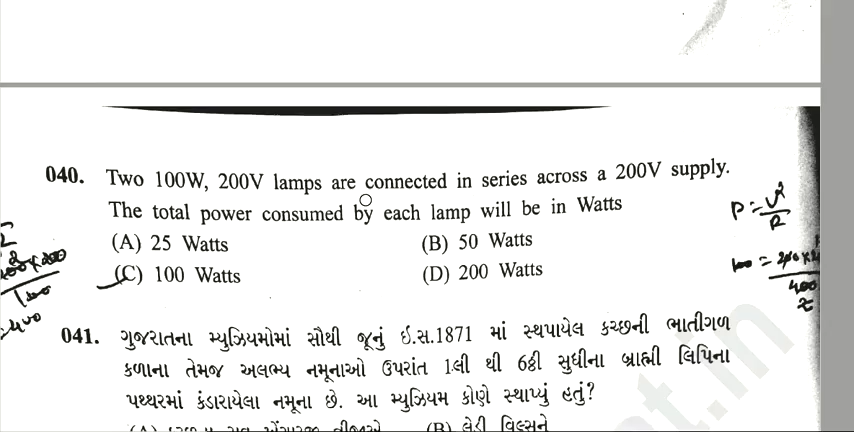 040. Two 100W, 200V lamps are connected in series across a 200V supply.
The total power consumed by each lamp will be in Watts
(A) 25 Watts (B) 50 Watts
(C) 100 Watts (D) 200 Watts
P = V²/R
041. ગુજરાતના મ્યુઝિયમોમાં સૌથી જૂનું ઇ.સ.1871 માં સ્થપાયેલ કચ્છની ભાતીગળ
કળાના તેમજ અલભ્ય નમૂનાઓ ઉપરાંત 1લી થી 6ઠ્ઠી સુધીના બ્રાહ્મી લિપિના
પથ્થરમાં કંડારાયેલા નમૂના છે. આ મ્યુઝિયમ કોણે સ્થાપ્યું હતું?
(B) લેડી વિલ્સને